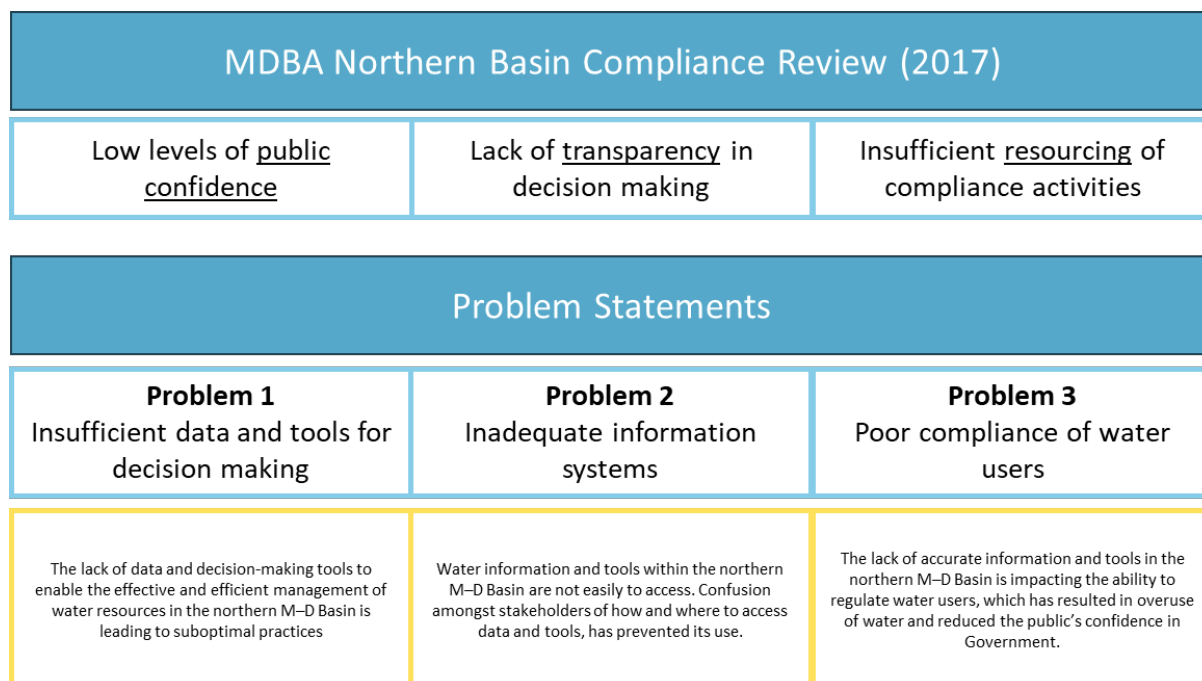 MDBA Northern Basin Compliance Review (2017)
Low levels of public
confidence
Lack of transparency in
decision making
Insufficient resourcing of
compliance activities
Problem Statements
Problem 1
Insufficient data and tools for
decision making
Problem 2
Inadequate information
systems
Problem 3
Poor compliance of water
users
The lack of data and decision-making tools to
enable the effective and efficient management of
water resources in the northern M–D Basin is
leading to suboptimal practices
Water information and tools within the northern
M–D Basin are not easily to access. Confusion
amongst stakeholders of how and where to access
data and tools, has prevented its use.
The lack of accurate information and tools in the
northern M–D Basin is impacting the ability to
regulate water users, which has resulted in overuse
of water and reduced the public’s confidence in
Government.